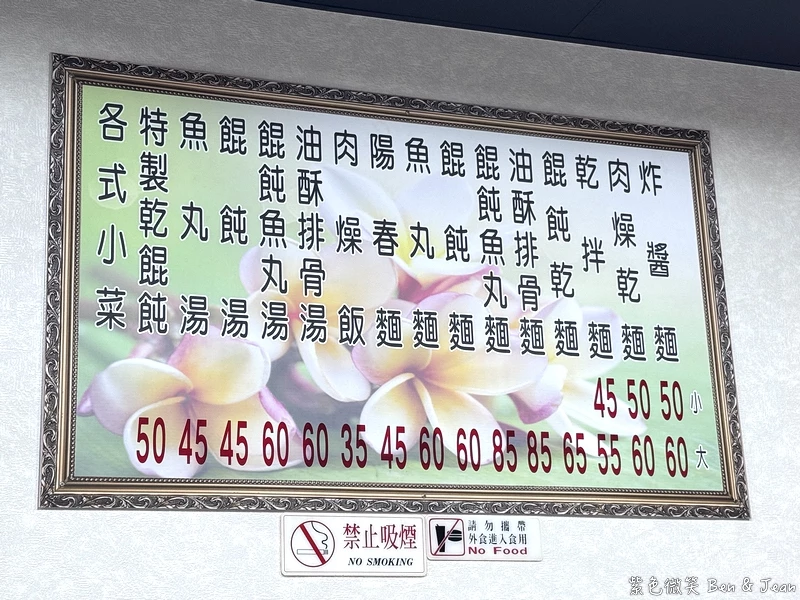 小 大
炸醬麵 50 60
肉燥乾麵 50 60
乾拌麵 45 55
餛飩乾麵 65
油酥排骨麵 85
餛飩魚丸麵 85
餛飩麵 60
魚丸麵 60
陽春麵 45
肉燥飯 35
油酥排骨湯 60
餛飩魚丸湯 60
餛飩湯 45
魚丸湯 45
特製乾餛飩 50
各式小菜
禁止吸煙
NO SMOKING
請勿攜帶
外食進入食用
No Food
紫色微笑 Ben & Jean